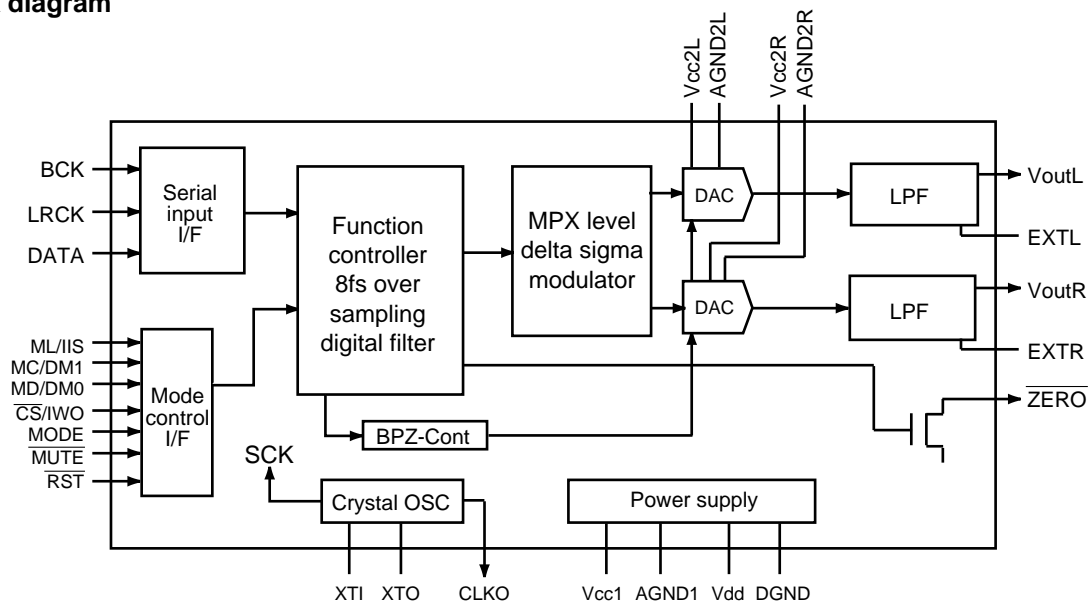 diagram
Vcc2L
AGND2L
Vcc2R
AGND2R
BCK
LRCK
DATA
Serial
input
I/F
Function
controller
8fs over
sampling
digital filter
MPX level
delta sigma
modulator
DAC
DAC
LPF
LPF
VoutL
EXTL
VoutR
EXTR
ZERO
ML/IIS
MC/DM1
MD/DM0
CS/IWO
MODE
MUTE
RST
Mode
control
I/F
BPZ-Cont
SCK
Crystal OSC
Power supply
XTI
XTO
CLKO
Vcc1
AGND1
Vdd
DGND